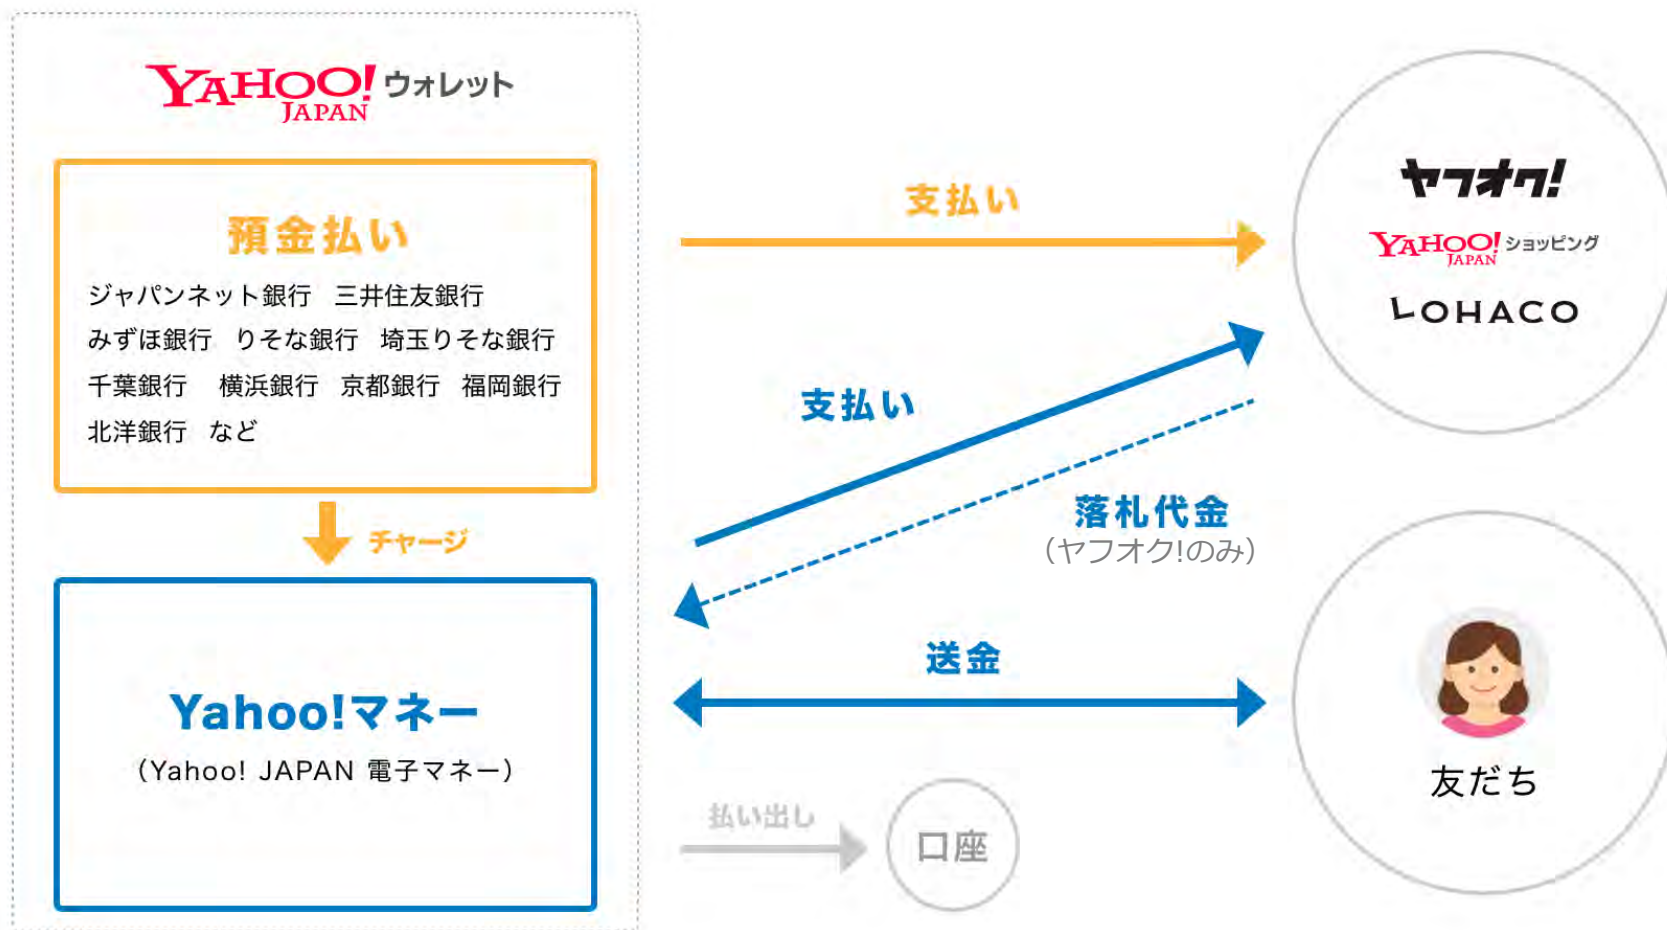 YAHOO! JAPAN ウォレット
預金払い
ジャパンネット銀行 三井住友銀行
みずほ銀行 りそな銀行 埼玉りそな銀行
千葉銀行 横浜銀行 京都銀行 福岡銀行
北洋銀行 など
チャージ
Yahoo!マネー
(Yahoo! JAPAN 電子マネー)
支払い
支払い
落札代金
(ヤフオク!のみ)
送金
払い出し
口座
ヤフオク!
YAHOO! JAPAN ショッピング
LOHACO
友だち